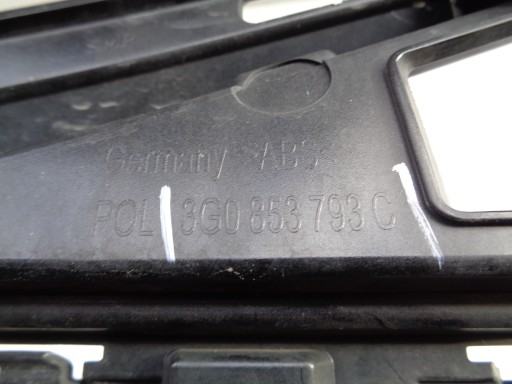 Germany >ABS<
POL 3G0 853 793 C